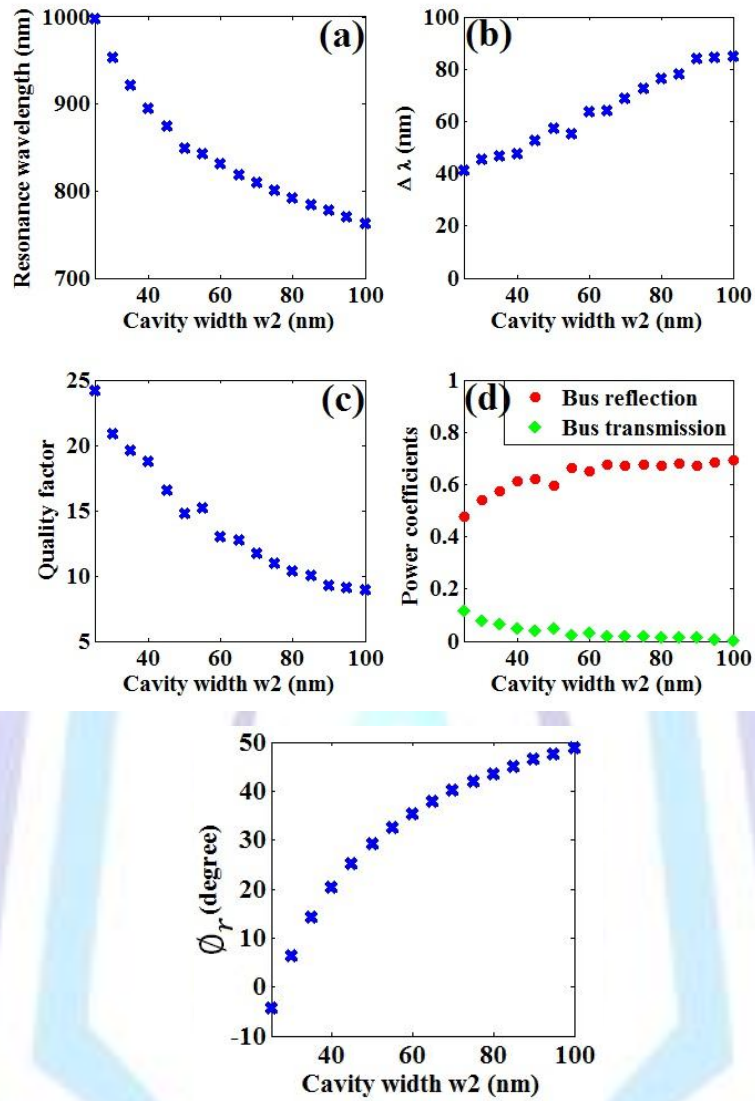 (a)
Resonance wavelength (nm)
1000
900
800
700
40 60 80 100
Cavity width w2 (nm)
(b)
Δ λ (nm)
100
80
60
40
20
0
40 60 80 100
Cavity width w2 (nm)
(c)
Quality factor
25
20
15
10
5
40 60 80 100
Cavity width w2 (nm)
(d)
Bus reflection
Bus transmission
Power coefficients
1
0.8
0.6
0.4
0.2
0
40 60 80 100
Cavity width w2 (nm)
∅r (degree)
50
40
30
20
10
0
-10
40 60 80 100
Cavity width w2 (nm)